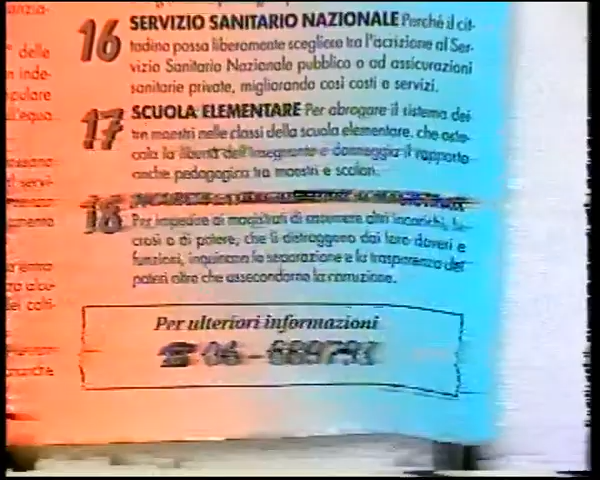 delle
16 SERVIZIO SANITARIO NAZIONALE Perché il cit-
tadino possa liberamente scegliere tra l'iscrizione al Ser-
vizio Sanitario Nazionale pubblico o ad assicurazioni
sanitarie private, migliorando così costi e servizi.
17 SCUOLA ELEMENTARE Per abrogare il sistema dei
tre maestri nelle classi della scuola elementare, che
la libertà dell'insegnante e danneggia il rapporto
anche pedagogico tra maestri e scolari.
18
Per impedire ai magistrati di assumere altri incarichi, lu-
crosi o di potere, che li distraggono dai loro doveri e
funzioni, inquinano la separazione e la trasparenza dei
poteri oltre che assecondarne la corruzione.
Per ulteriori informazioni
☎ 06-